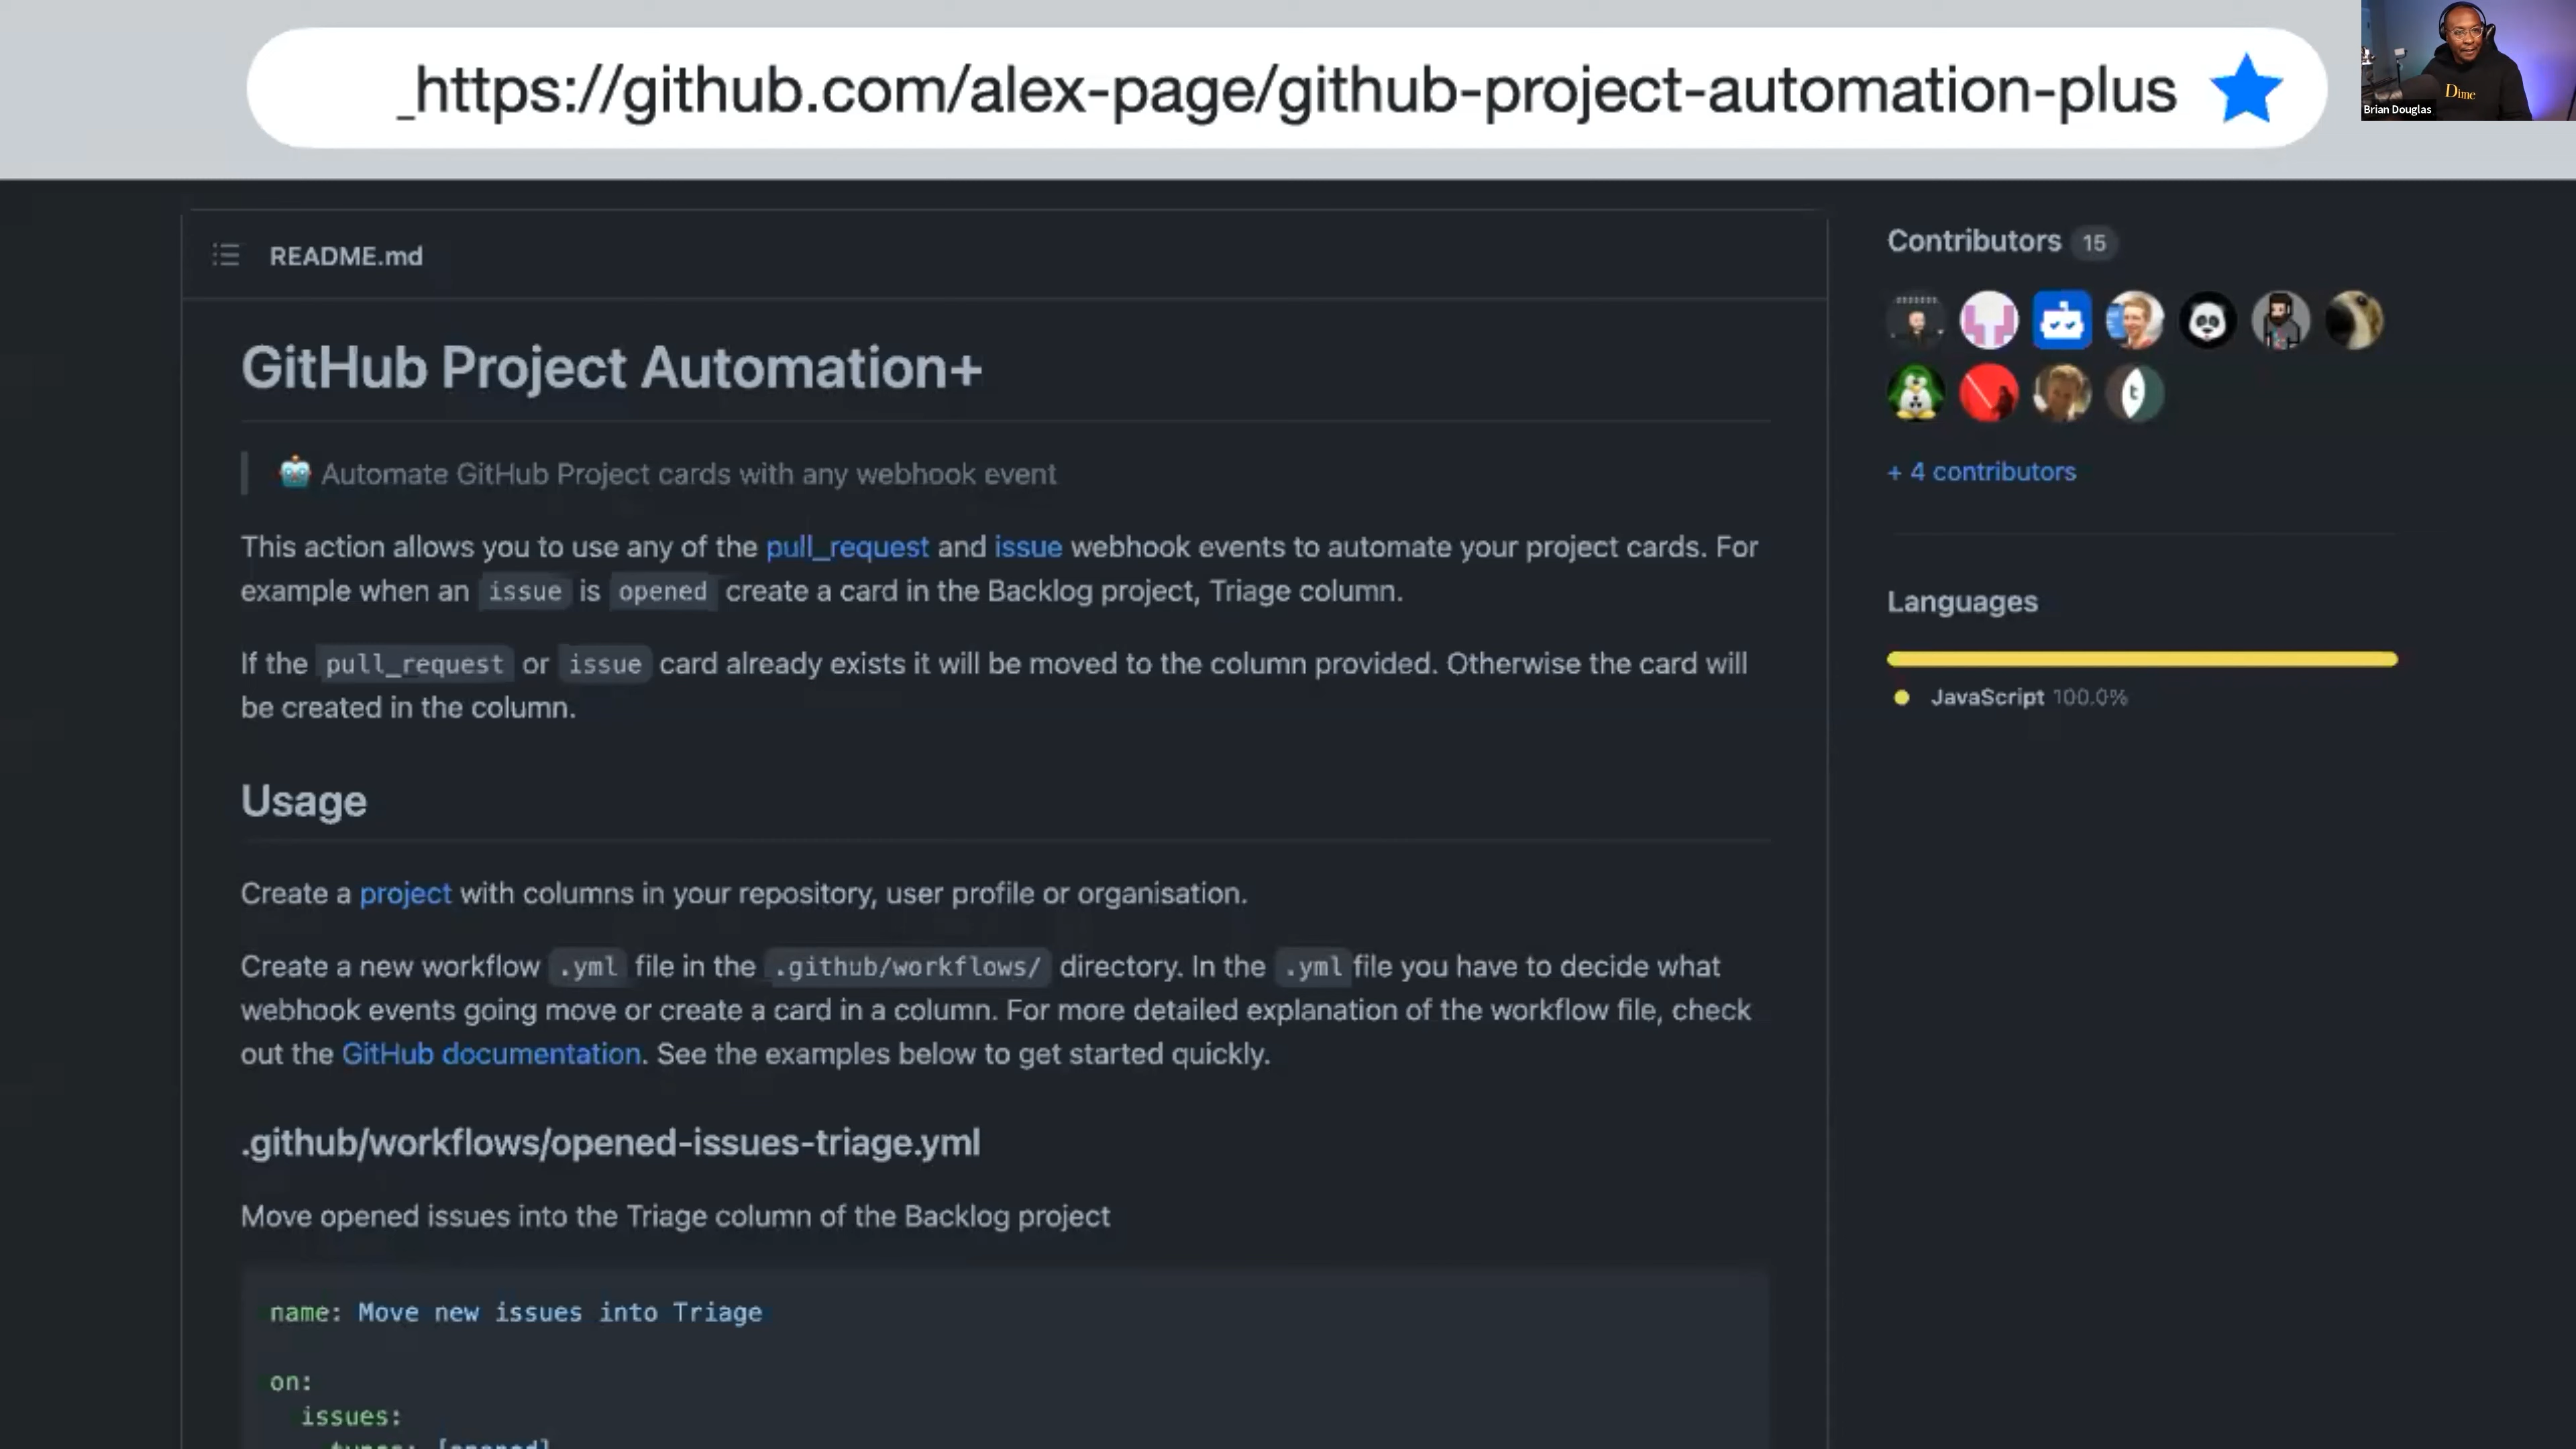 _https://github.com/alex-page/github-project-automation-plus
Dime
Brian Douglas
README.md
GitHub Project Automation+
Automate GitHub Project cards with any webhook event
This action allows you to use any of the pull_request and issue webhook events to automate your project cards. For
example when an issue is opened create a card in the Backlog project, Triage column.
If the pull_request or issue card already exists it will be moved to the column provided. Otherwise the card will
be created in the column.
Usage
Create a project with columns in your repository, user profile or organisation.
Create a new workflow .yml file in the .github/workflows/ directory. In the .yml file you have to decide what
webhook events going move or create a card in a column. For more detailed explanation of the workflow file, check
out the GitHub documentation. See the examples below to get started quickly.
.github/workflows/opened-issues-triage.yml
Move opened issues into the Triage column of the Backlog project
name: Move new issues into Triage
on:
issues:
types: [opened]
Contributors 15
t
+ 4 contributors
Languages
JavaScript 100.0%